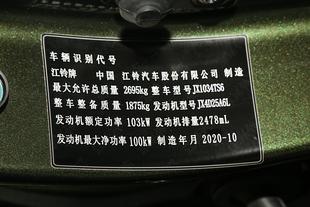 车辆识别代号
江铃牌 中国 江铃汽车股份有限公司 制造
最大允许总质量 2695kg 整车型号 JX1034TS6
整车整备质量 1875kg 发动机型号 JX4D25A6L
发动机额定功率 103kW 发动机排量 2478mL
发动机最大净功率 100kW 制造年月 2020-10